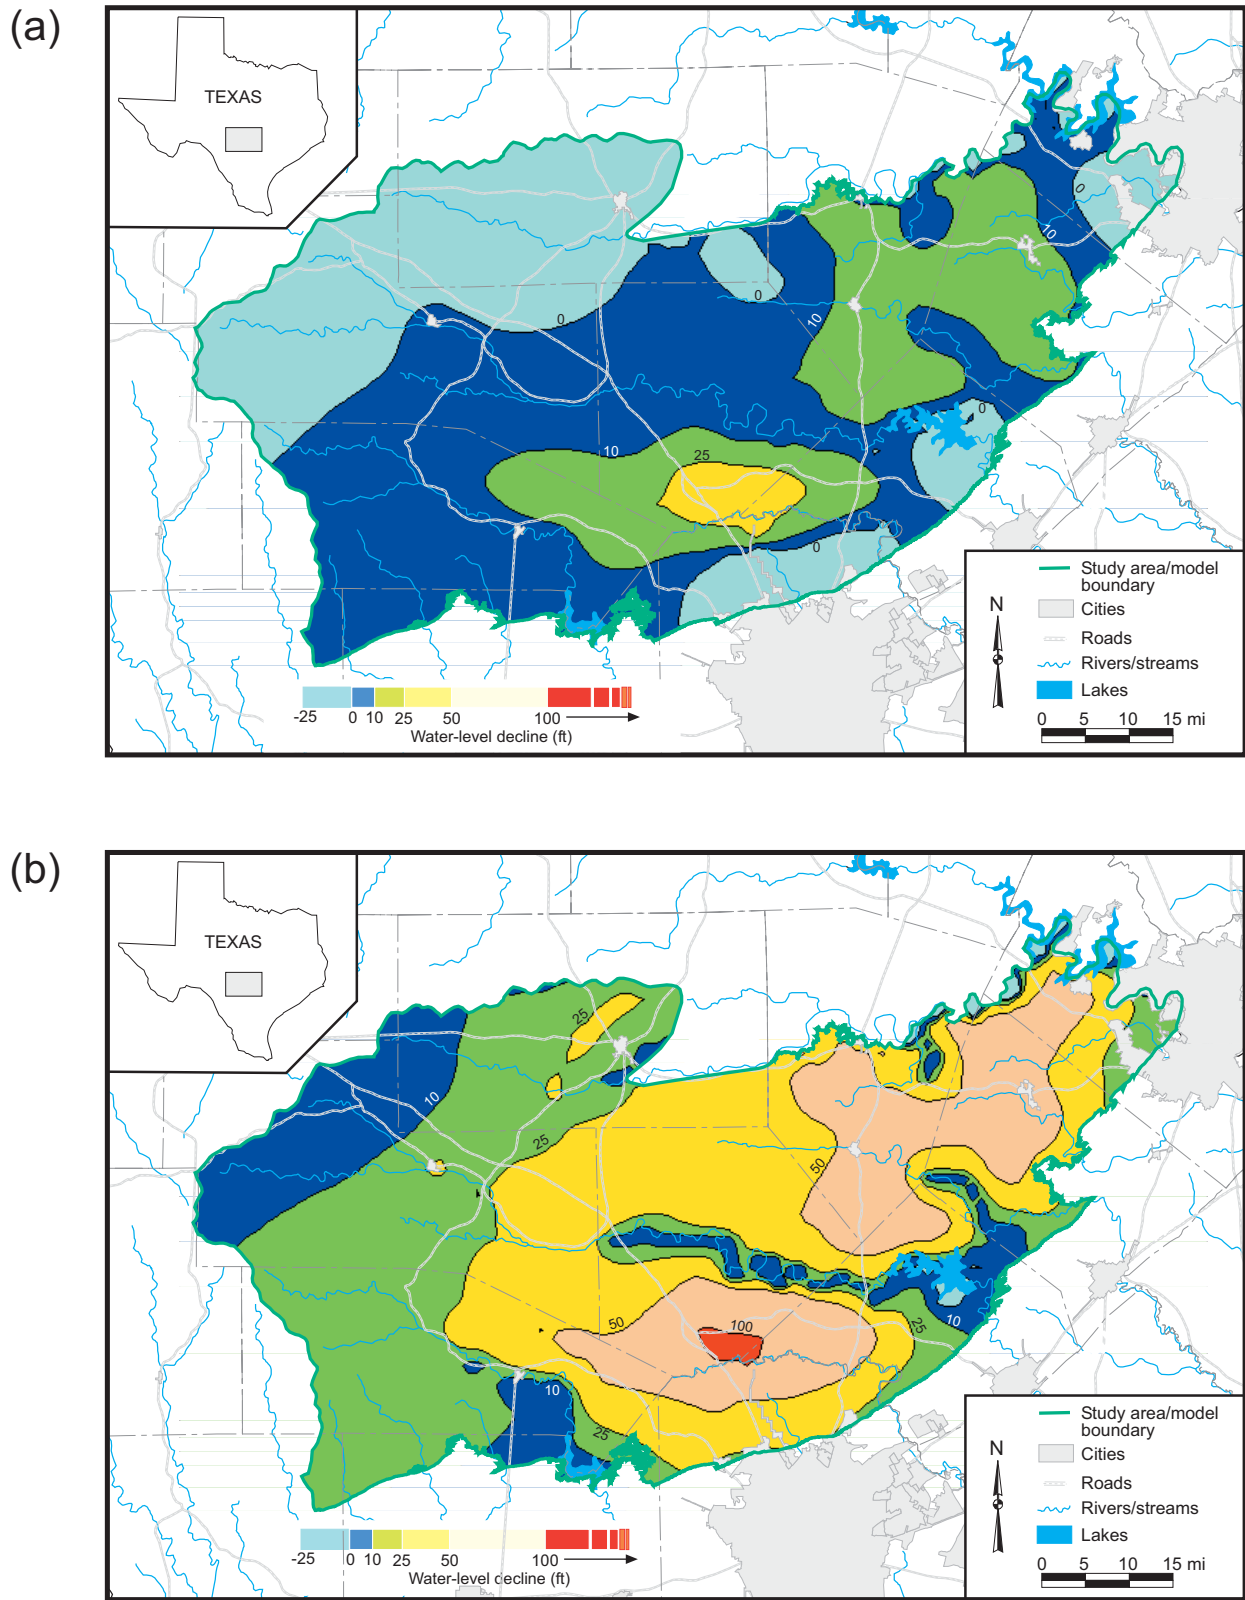 (a)
TEXAS
0
10
0
0
10
0
10
25
0
N
Study area/model
boundary
Cities
Roads
Rivers/streams
Lakes
0 5 10 15 mi
-25 0 10 25 50 100
Water-level decline (ft)
(b)
TEXAS
25
10
25
50
50
100
25
10
10
25
N
Study area/model
boundary
Cities
Roads
Rivers/streams
Lakes
0 5 10 15 mi
-25 0 10 25 50 100
Water-level decline (ft)